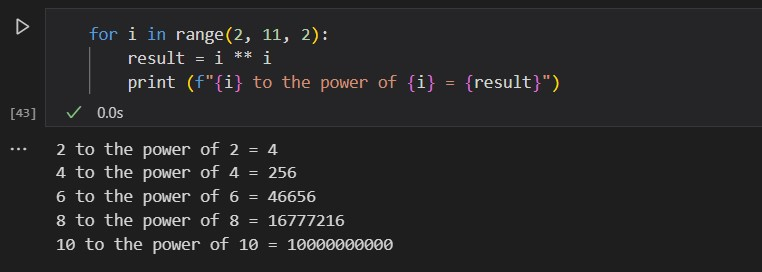 for i in range(2, 11, 2):
    result = i ** i
    print (f"{i} to the power of {i} = {result}")
[43] 0.0s
2 to the power of 2 = 4
4 to the power of 4 = 256
6 to the power of 6 = 46656
8 to the power of 8 = 16777216
10 to the power of 10 = 10000000000